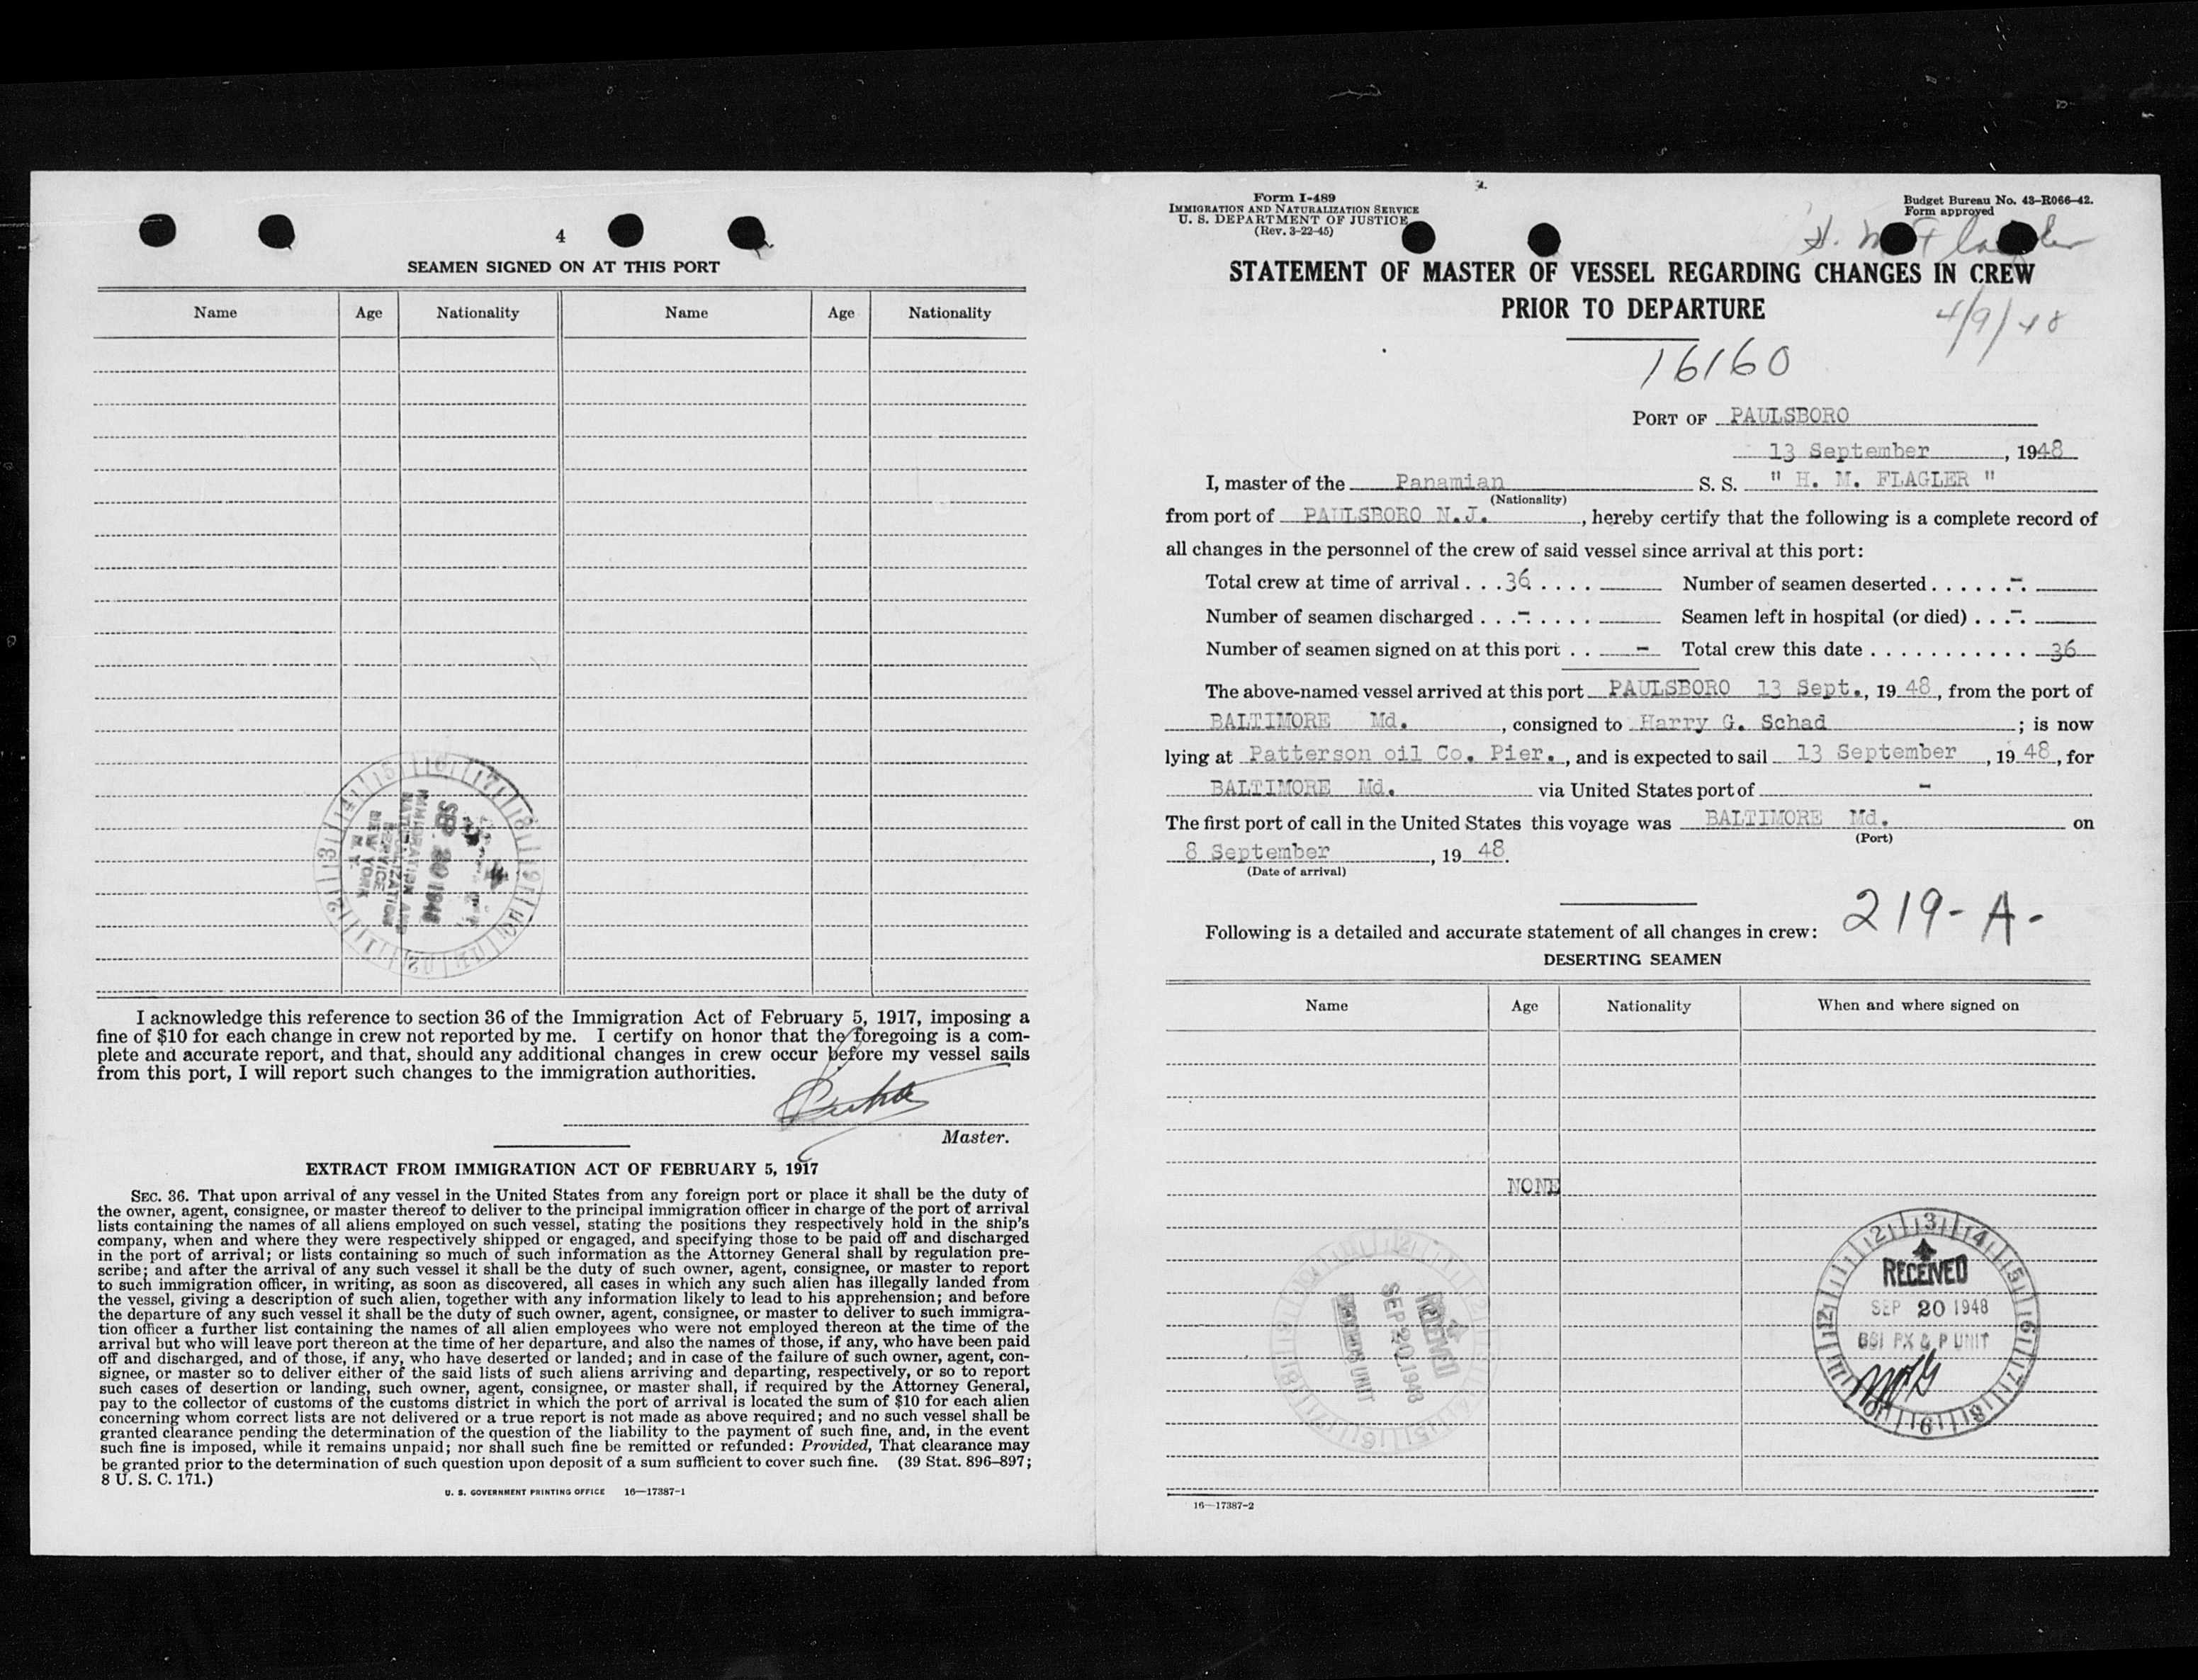 4
SEAMEN SIGNED ON AT THIS PORT
Name Age Nationality Name Age Nationality
SEP 20 1948
IMMIGRATION AND
NATURALIZATION
SERVICE
NEW YORK
N. Y.
I acknowledge this reference to section 36 of the Immigration Act of February 5, 1917, imposing a
fine of $10 for each change in crew not reported by me. I certify on honor that the foregoing is a com-
plete and accurate report, and that, should any additional changes in crew occur before my vessel sails
from this port, I will report such changes to the immigration authorities.
Master.
EXTRACT FROM IMMIGRATION ACT OF FEBRUARY 5, 1917
SEC. 36. That upon arrival of any vessel in the United States from any foreign port or place it shall be the duty of
the owner, agent, consignee, or master thereof to deliver to the principal immigration officer in charge of the port of arrival
lists containing the names of all aliens employed on such vessel, stating the positions they respectively hold in the ship's
company, when and where they were respectively shipped or engaged, and specifying those to be paid off and discharged
in the port of arrival; or lists containing so much of such information as the Attorney General shall by regulation pre-
scribe; and after the arrival of any such vessel it shall be the duty of such owner, agent, consignee, or master to report
to such immigration officer, in writing, as soon as discovered, all cases in which any such alien has illegally landed from
the vessel, giving a description of such alien, together with any information likely to lead to his apprehension; and before
the departure of any such vessel it shall be the duty of such owner, agent, consignee, or master to deliver to such immigra-
tion officer a further list containing the names of all alien employees who were not employed thereon at the time of the
arrival but who will leave port thereon at the time of her departure, and also the names of those, if any, who have been paid
off and discharged, and of those, if any, who have deserted or landed; and in case of the failure of such owner, agent, con-
signee, or master so to deliver either of the said lists of such aliens arriving and departing, respectively, or so to report
such cases of desertion or landing, such owner, agent, consignee, or master shall, if required by the Attorney General,
pay to the collector of customs of the customs district in which the port of arrival is located the sum of $10 for each alien
concerning whom correct lists are not delivered or a true report is not made as above required; and no such vessel shall be
granted clearance pending the determination of the question of the liability to the payment of such fine, and, in the event
such fine is imposed, while it remains unpaid; nor shall such fine be remitted or refunded: Provided, That clearance may
be granted prior to the determination of such question upon deposit of a sum sufficient to cover such fine. (39 Stat. 896–897;
8 U. S. C. 171.)
U. S. GOVERNMENT PRINTING OFFICE 16—17387-1
Form I-489
IMMIGRATION AND NATURALIZATION SERVICE
U. S. DEPARTMENT OF JUSTICE
(Rev. 3-22-45)
Budget Bureau No. 43-R066-42.
Form approved
H. M Flagler
STATEMENT OF MASTER OF VESSEL REGARDING CHANGES IN CREW
PRIOR TO DEPARTURE
4/9/48
16160
PORT OF PAULSBORO
13 September, 1948
I, master of the Panamian S. S. " H. M. FLAGLER "
(Nationality)
from port of PAULSBORO N.J., hereby certify that the following is a complete record of
all changes in the personnel of the crew of said vessel since arrival at this port:
Total crew at time of arrival . . . 36 . . . . Number of seamen deserted . . . . . . -
Number of seamen discharged . . . - . . . . Seamen left in hospital (or died) . . . -
Number of seamen signed on at this port . . - Total crew this date . . . . . . . . . . . . 36
The above-named vessel arrived at this port PAULSBORO 13 Sept., 19 48, from the port of
BALTIMORE Md., consigned to Harry G. Schad; is now
lying at Patterson oil Co. Pier., and is expected to sail 13 September, 19 48, for
BALTIMORE Md. via United States port of -
The first port of call in the United States this voyage was BALTIMORE Md. on
(Port)
8 September, 19 48.
(Date of arrival)
219-A-
Following is a detailed and accurate statement of all changes in crew:
DESERTING SEAMEN
Name Age Nationality When and where signed on
NONE
RECEIVED
SEP 20 1948
UNIT
RECEIVED
SEP 20 1948
BSI PX & P UNIT
16—17387-2